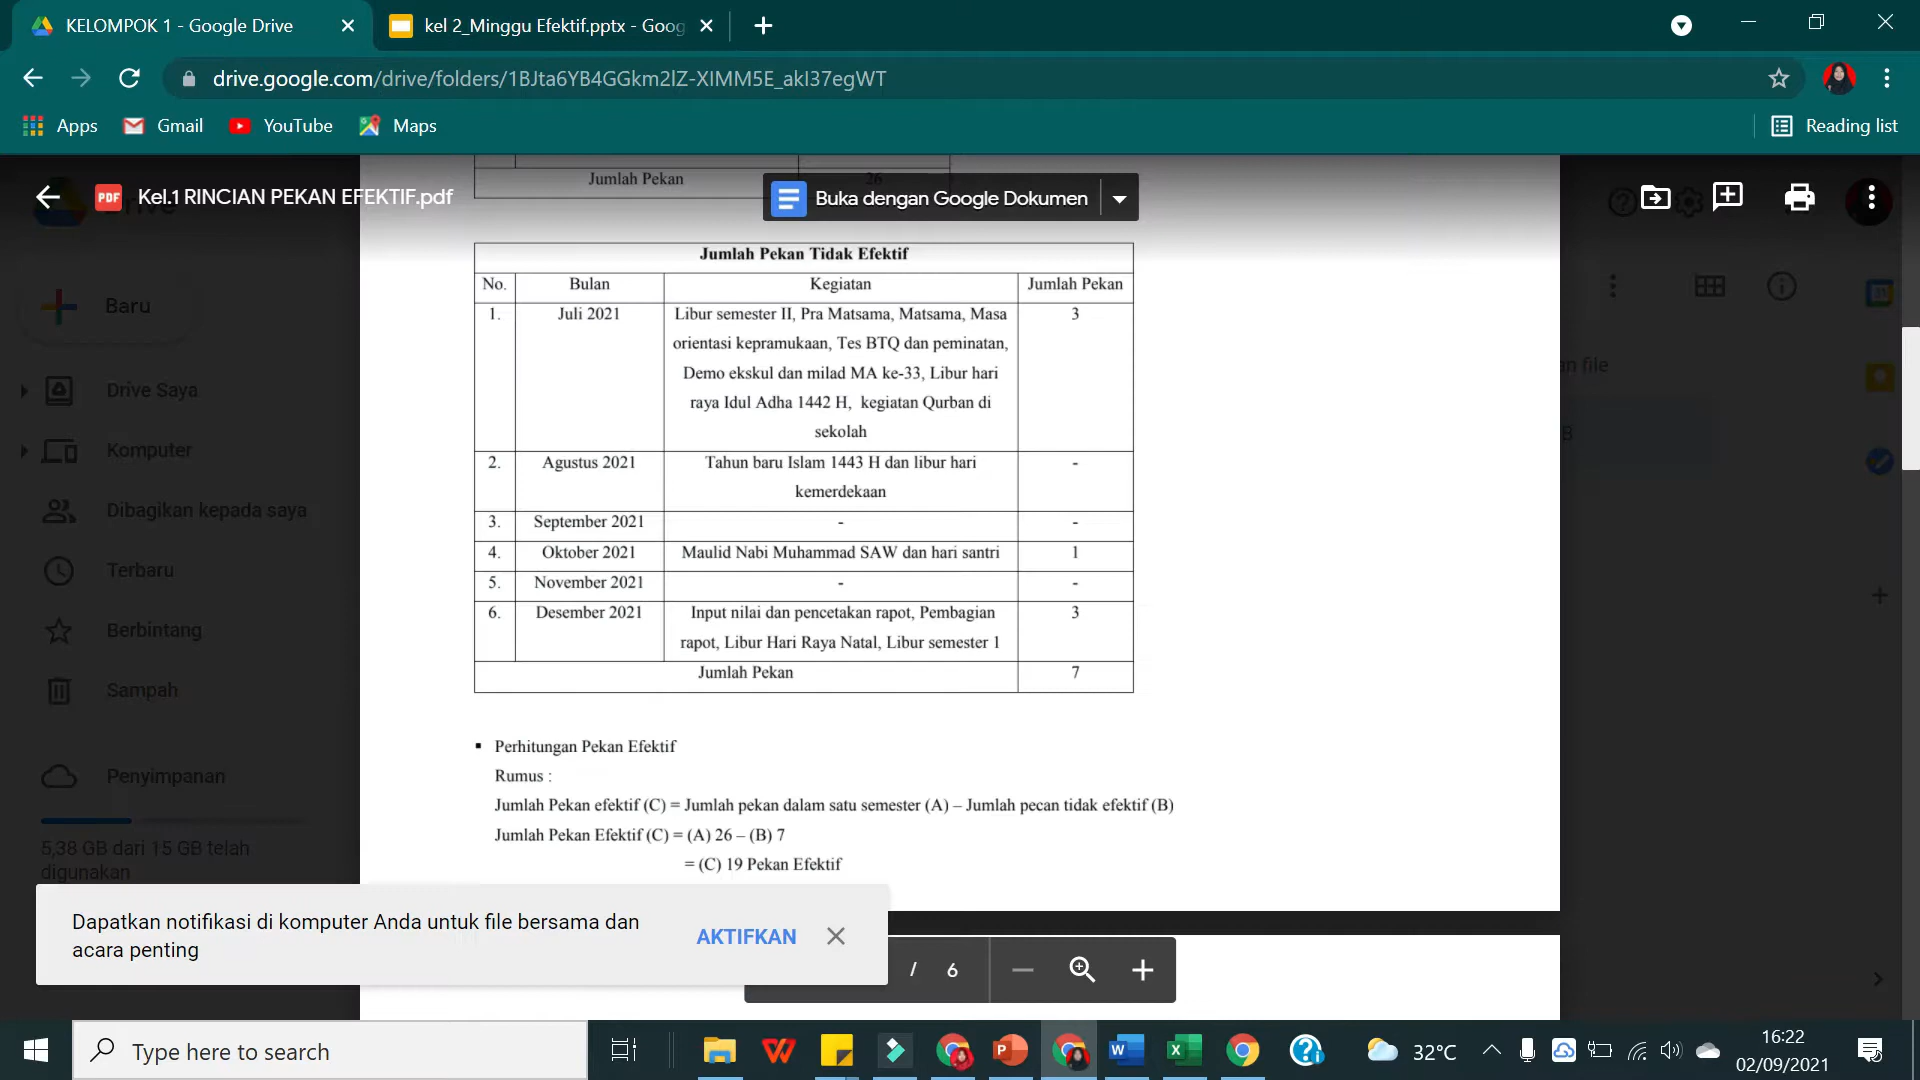 KELOMPOK 1 - Google Drive
kel 2_Minggu Efektif.pptx - Goog
drive.google.com/drive/folders/1BJta6YB4GGkm2lZ-XIMM5E_akI37egWT
Apps
Gmail
YouTube
Maps
Reading list
Jumlah Pekan 26
PDF
Kel.1 RINCIAN PEKAN EFEKTIF.pdf
Buka dengan Google Dokumen
Baru
Drive Saya
Komputer
Dibagikan kepada saya
Terbaru
Berbintang
Sampah
Penyimpanan
5,38 GB dari 15 GB telah
digunakan
Jumlah Pekan Tidak Efektif
No. Bulan Kegiatan Jumlah Pekan
1. Juli 2021 Libur semester II, Pra Matsama, Matsama, Masa 3
orientasi kepramukaan, Tes BTQ dan peminatan,
Demo ekskul dan milad MA ke-33, Libur hari
raya Idul Adha 1442 H, kegiatan Qurban di
sekolah
2. Agustus 2021 Tahun baru Islam 1443 H dan libur hari -
kemerdekaan
3. September 2021 - -
4. Oktober 2021 Maulid Nabi Muhammad SAW dan hari santri 1
5. November 2021 - -
6. Desember 2021 Input nilai dan pencetakan rapot, Pembagian 3
rapot, Libur Hari Raya Natal, Libur semester 1
Jumlah Pekan 7
▪ Perhitungan Pekan Efektif
Rumus :
Jumlah Pekan efektif (C) = Jumlah pekan dalam satu semester (A) – Jumlah pecan tidak efektif (B)
Jumlah Pekan Efektif (C) = (A) 26 – (B) 7
= (C) 19 Pekan Efektif
file
Dapatkan notifikasi di komputer Anda untuk file bersama dan
acara penting
AKTIFKAN
/ 6
Type here to search
32°C
16:22
02/09/2021